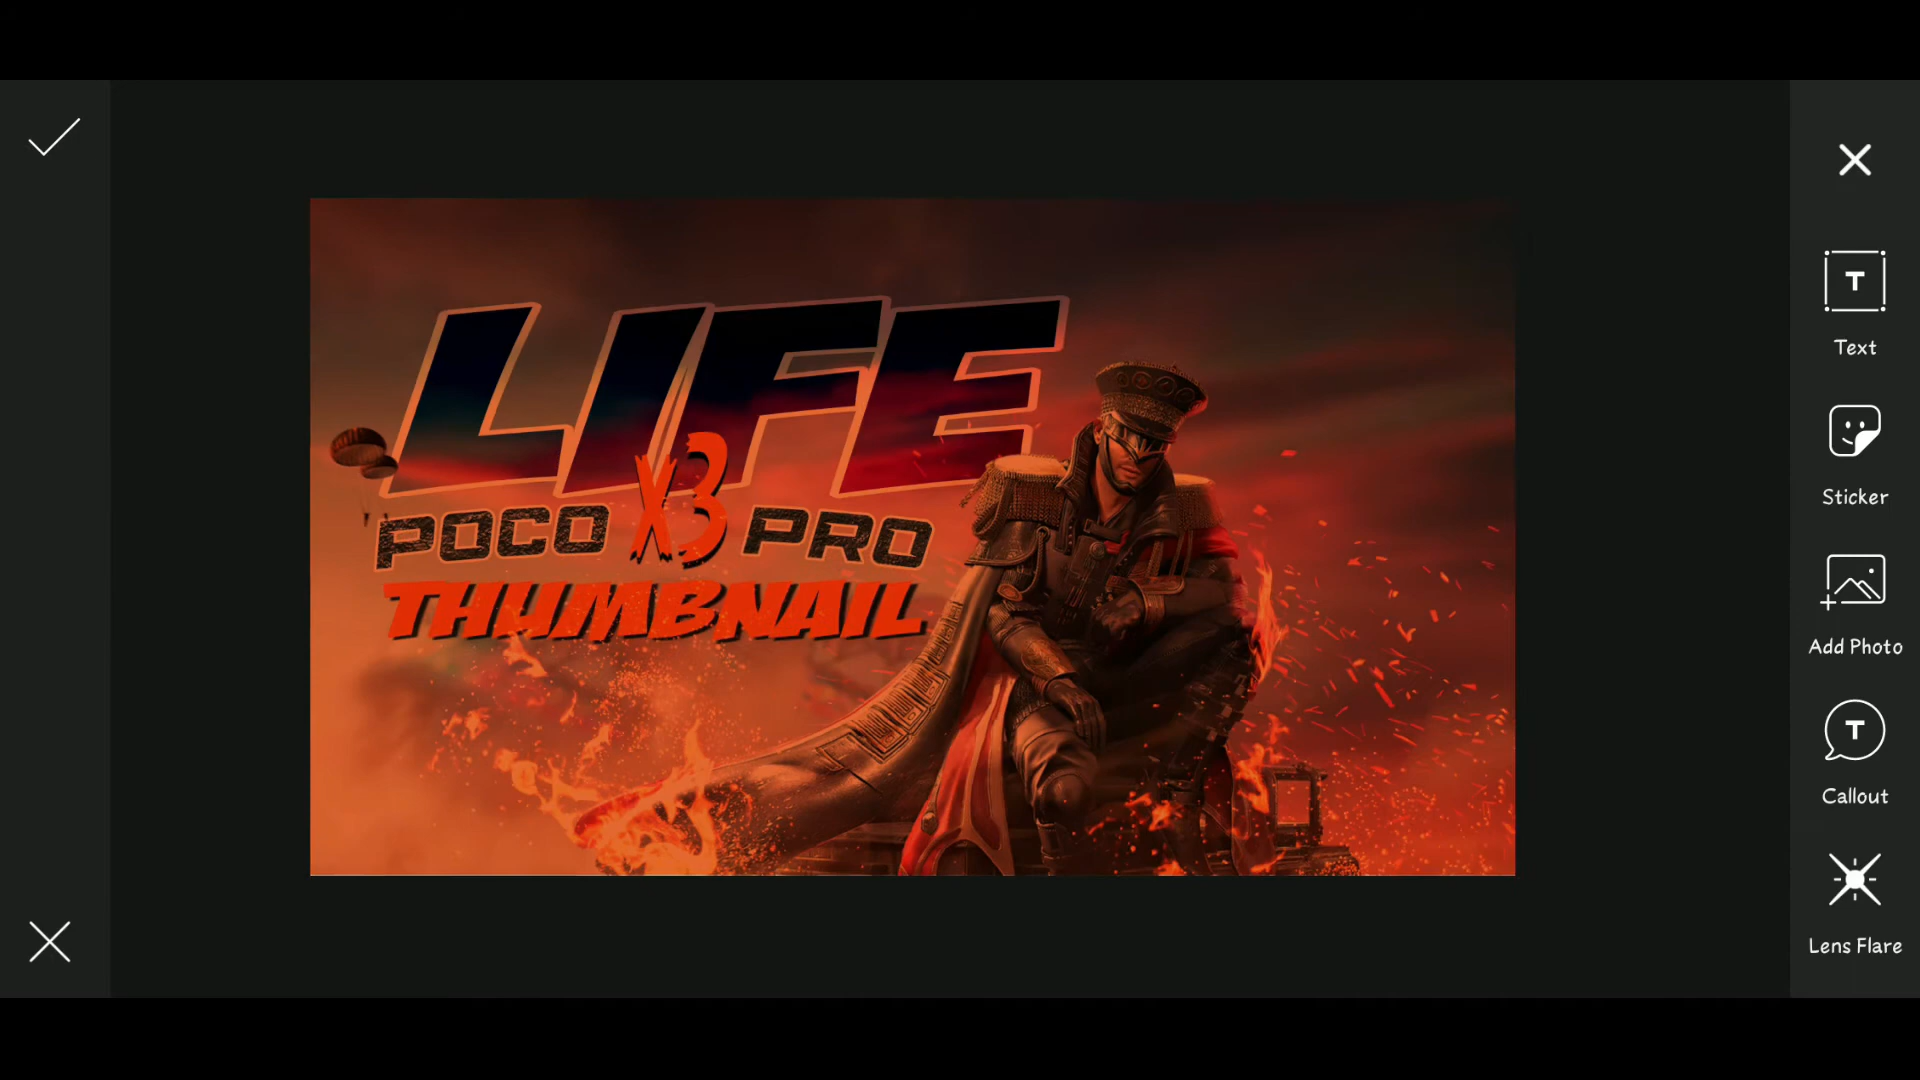 LIFE
POCO X3 PRO
THUMBNAIL
Text
Sticker
Add Photo
Callout
Lens Flare